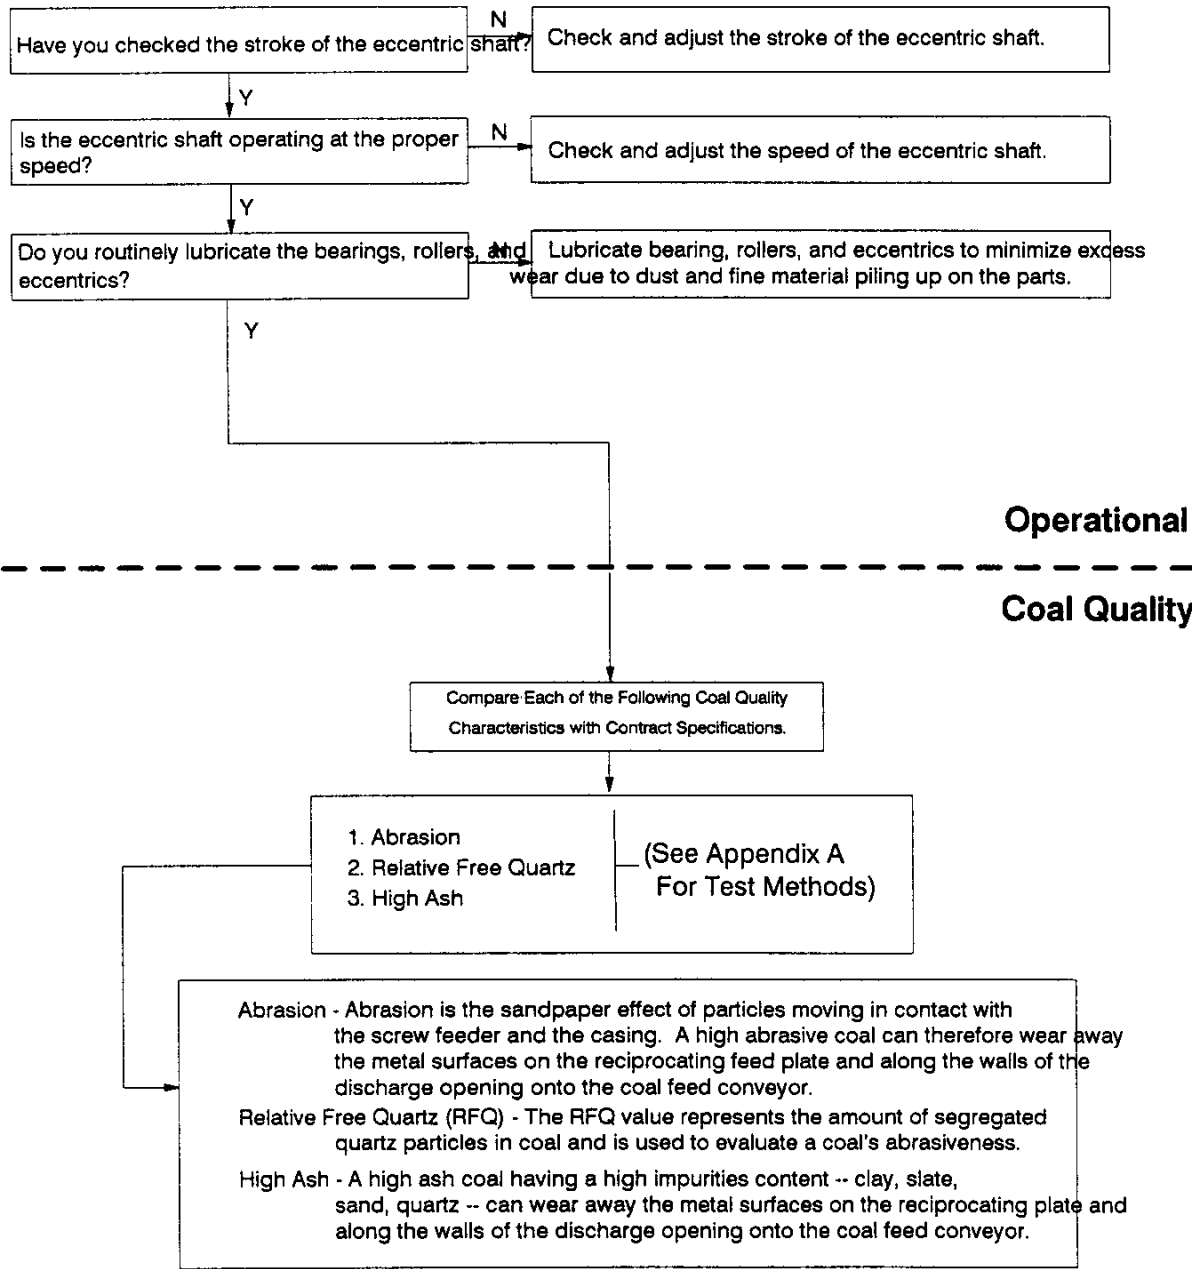 Have you checked the stroke of the eccentric shaft?
N
Check and adjust the stroke of the eccentric shaft.
Y
Is the eccentric shaft operating at the proper
speed?
N
Check and adjust the speed of the eccentric shaft.
Y
Do you routinely lubricate the bearings, rollers, and
eccentrics?
N
Lubricate bearing, rollers, and eccentrics to minimize excess
wear due to dust and fine material piling up on the parts.
Y
Operational
Coal Quality
Compare Each of the Following Coal Quality
Characteristics with Contract Specifications.
1. Abrasion
2. Relative Free Quartz
3. High Ash
(See Appendix A
For Test Methods)
Abrasion - Abrasion is the sandpaper effect of particles moving in contact with
the screw feeder and the casing. A high abrasive coal can therefore wear away
the metal surfaces on the reciprocating feed plate and along the walls of the
discharge opening onto the coal feed conveyor.
Relative Free Quartz (RFQ) - The RFQ value represents the amount of segregated
quartz particles in coal and is used to evaluate a coal's abrasiveness.
High Ash - A high ash coal having a high impurities content -- clay, slate,
sand, quartz -- can wear away the metal surfaces on the reciprocating plate and
along the walls of the discharge opening onto the coal feed conveyor.